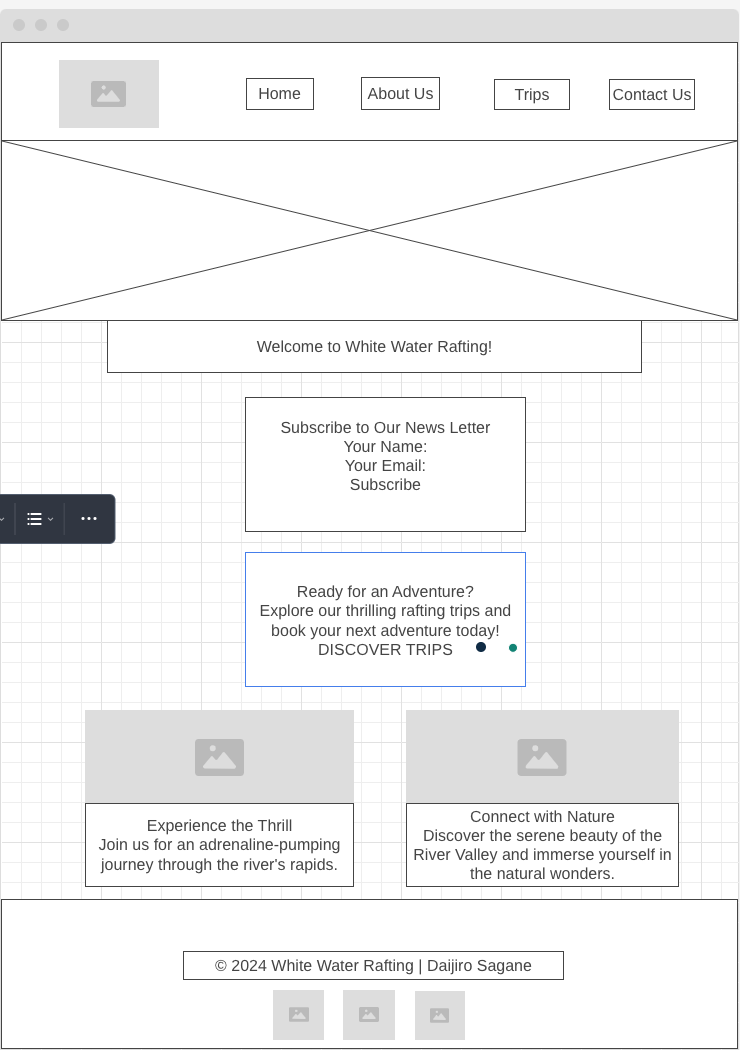 Home
About Us
Trips
Contact Us
Welcome to White Water Rafting!
Subscribe to Our News Letter
Your Name:
Your Email:
Subscribe
Ready for an Adventure?
Explore our thrilling rafting trips and
book your next adventure today!
DISCOVER TRIPS
Experience the Thrill
Join us for an adrenaline-pumping
journey through the river's rapids.
Connect with Nature
Discover the serene beauty of the
River Valley and immerse yourself in
the natural wonders.
© 2024 White Water Rafting | Daijiro Sagane